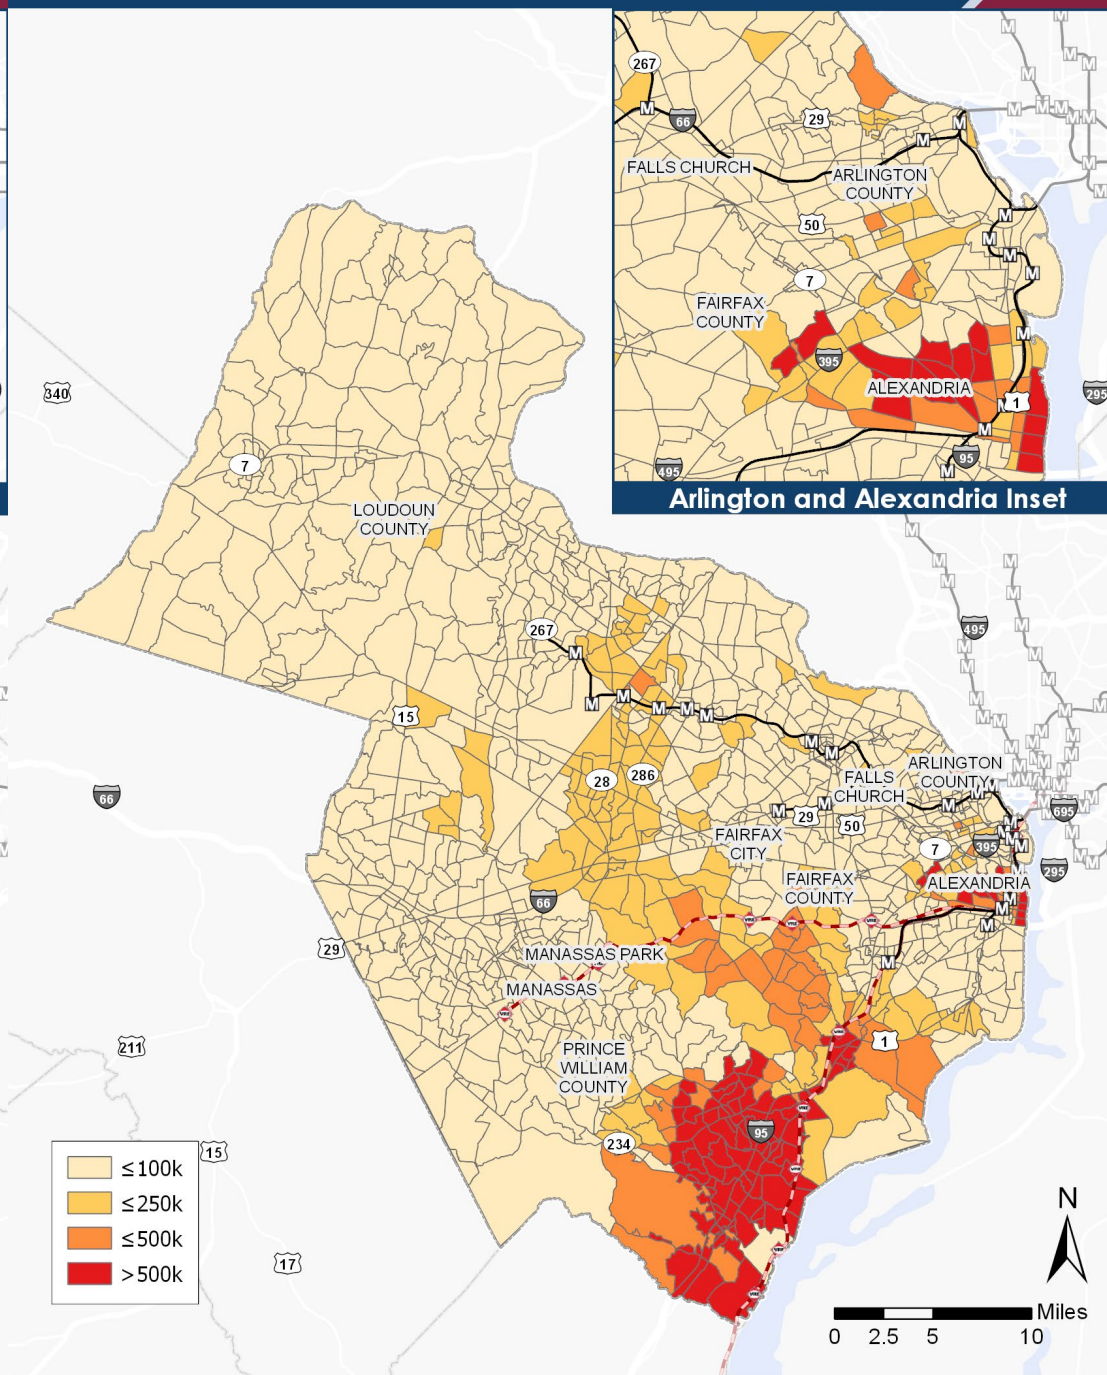 267
66
29
FALLS CHURCH
ARLINGTON
COUNTY
50
7
FAIRFAX
COUNTY
395
ALEXANDRIA
1
295
95
495
Arlington and Alexandria Inset
340
7
LOUDOUN
COUNTY
267
495
15
66
28
286
ARLINGTON
COUNTY
FALLS
CHURCH
29
50
695
FAIRFAX
CITY
7
395
295
FAIRFAX
COUNTY
ALEXANDRIA
66
29
MANASSAS PARK
MANASSAS
VRE
211
1
PRINCE
WILLIAM
COUNTY
95
234
15
17
≤100k
≤250k
≤500k
>500k
N
Miles
0 2.5 5 10